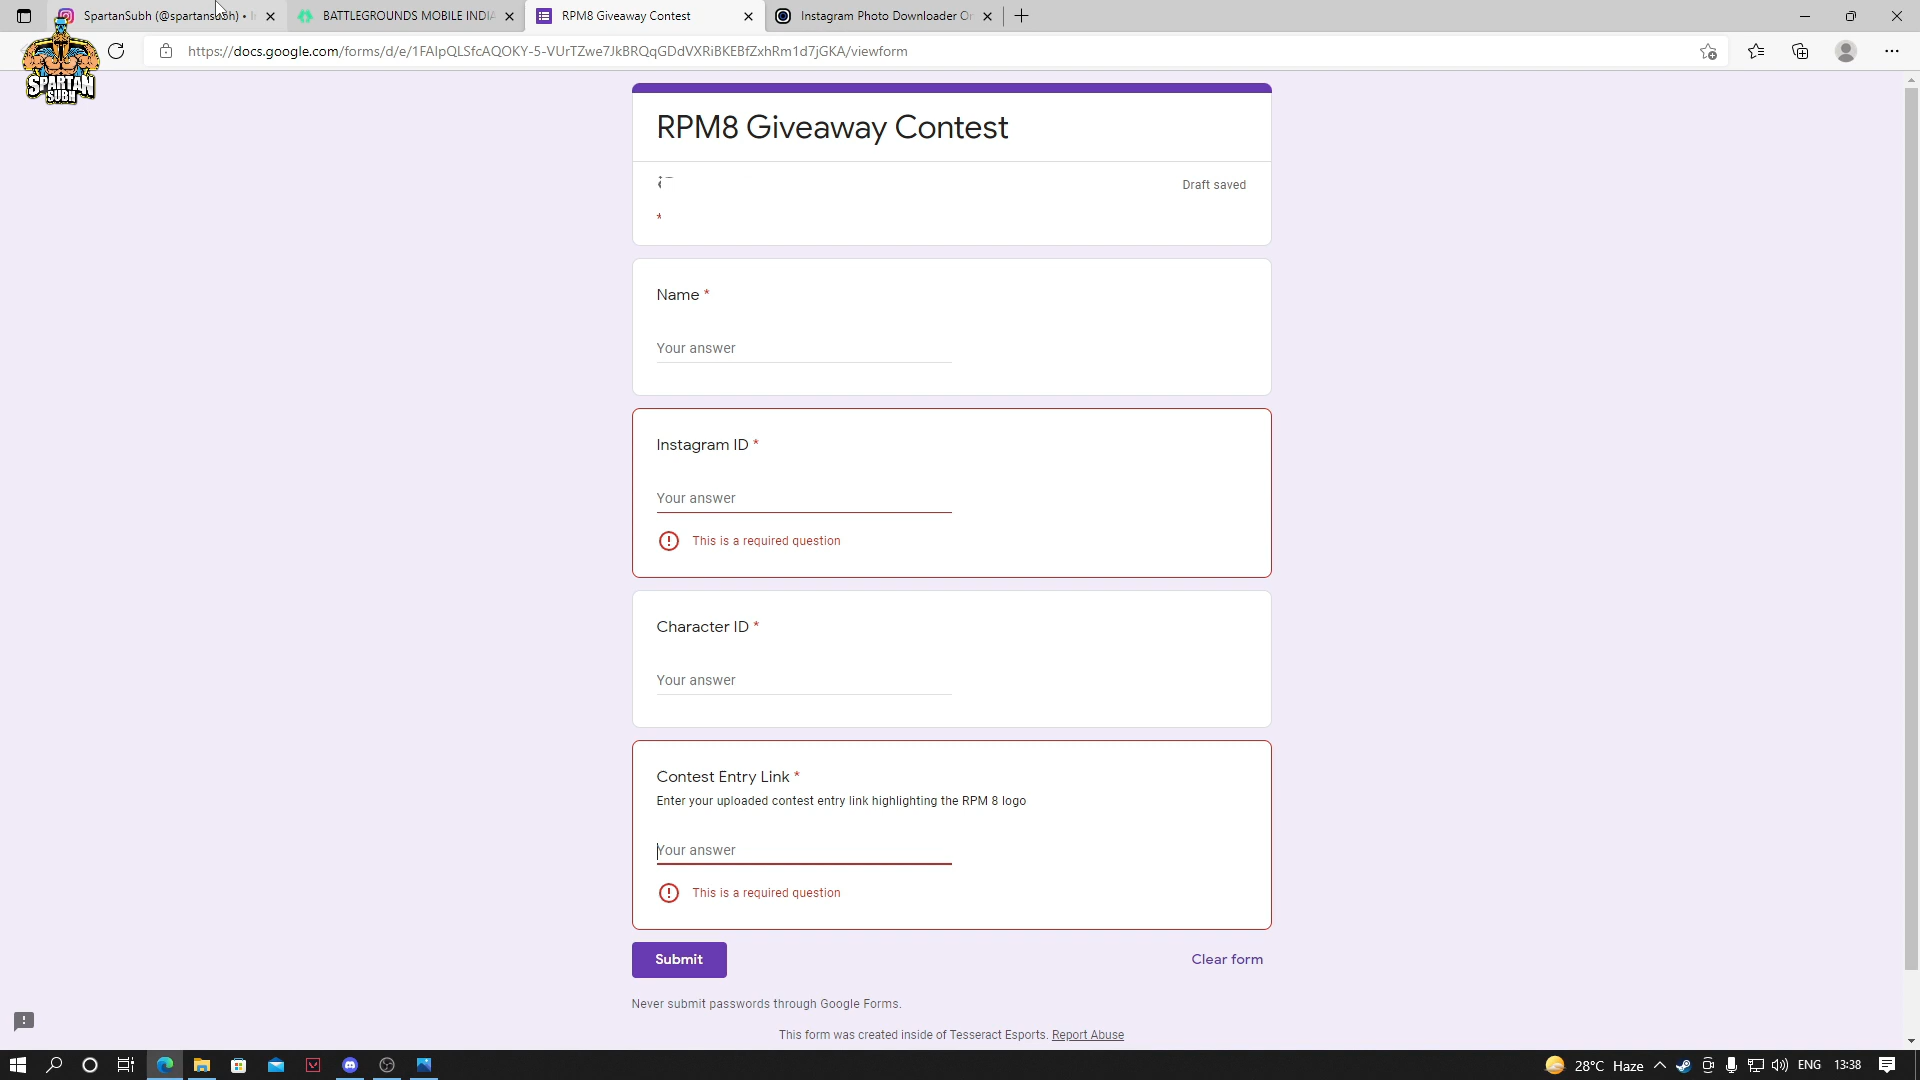 SpartanSubh (@spartansubh) •
BATTLEGROUNDS MOBILE INDIA
RPM8 Giveaway Contest
Instagram Photo Downloader
https://docs.google.com/forms/d/e/1FAIpQLSfcAQOKY-5-VUrTZwe7JkBRQqGDdVXRiBKEBfZxhRm1d7jGKA/viewform
SPARTAN
SUBH
RPM8 Giveaway Contest
Draft saved
*
Name *
Your answer
Instagram ID *
Your answer
This is a required question
Character ID *
Your answer
Contest Entry Link *
Enter your uploaded contest entry link highlighting the RPM 8 logo
Your answer
This is a required question
Submit
Clear form
Never submit passwords through Google Forms.
This form was created inside of Tesseract Esports. Report Abuse
28°C Haze
ENG
13:38